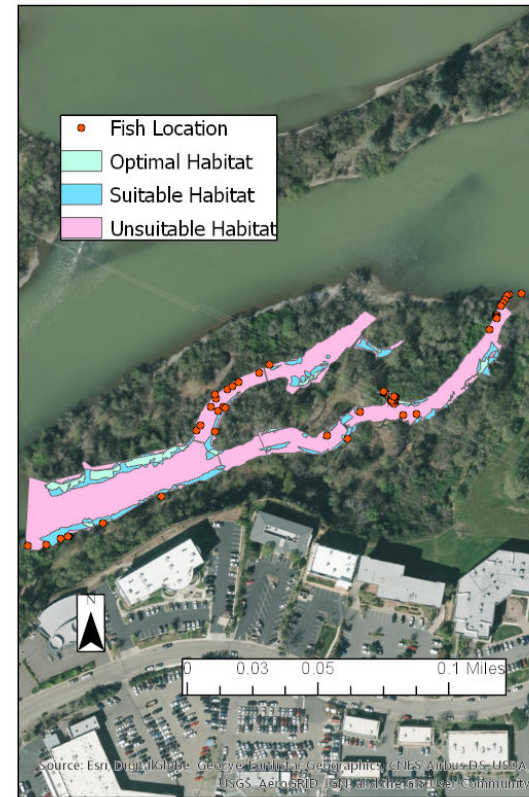 Fish Location
Optimal Habitat
Suitable Habitat
Unsuitable Habitat
N
0 0.03 0.05 0.1 Miles
Source: Esri, DigitalGlobe, GeoEye, Earthstar Geographics, CNES/Airbus DS, USDA,
USGS, AeroGRID, IGN, and the GIS User Community